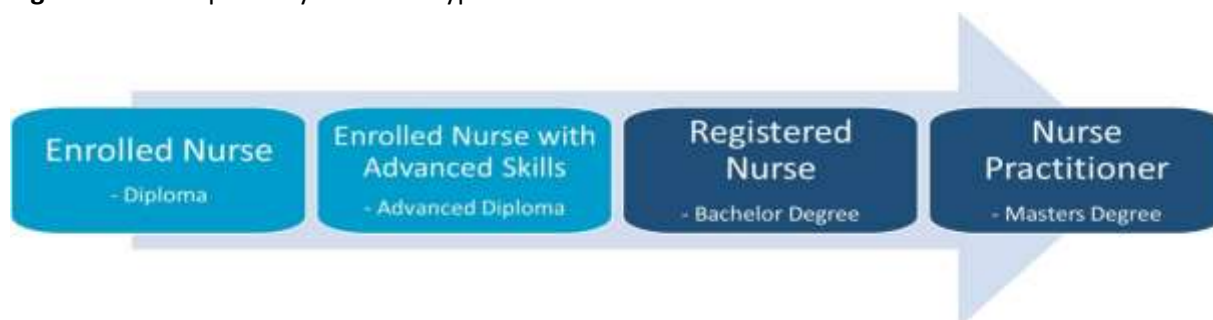 Enrolled Nurse
- Diploma
Enrolled Nurse with
Advanced Skills
- Advanced Diploma
Registered
Nurse
- Bachelor Degree
Nurse
Practitioner
- Masters Degree